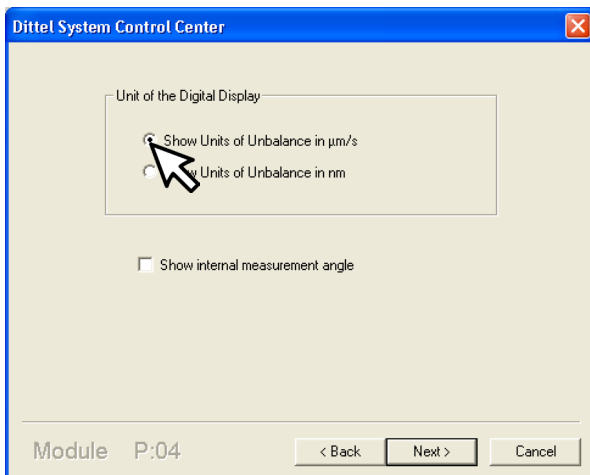 Dittel System Control Center
Unit of the Digital Display
Show Units of Unbalance in µm/s
Units of Unbalance in nm
Show internal measurement angle
Module P:04
< Back Next > Cancel